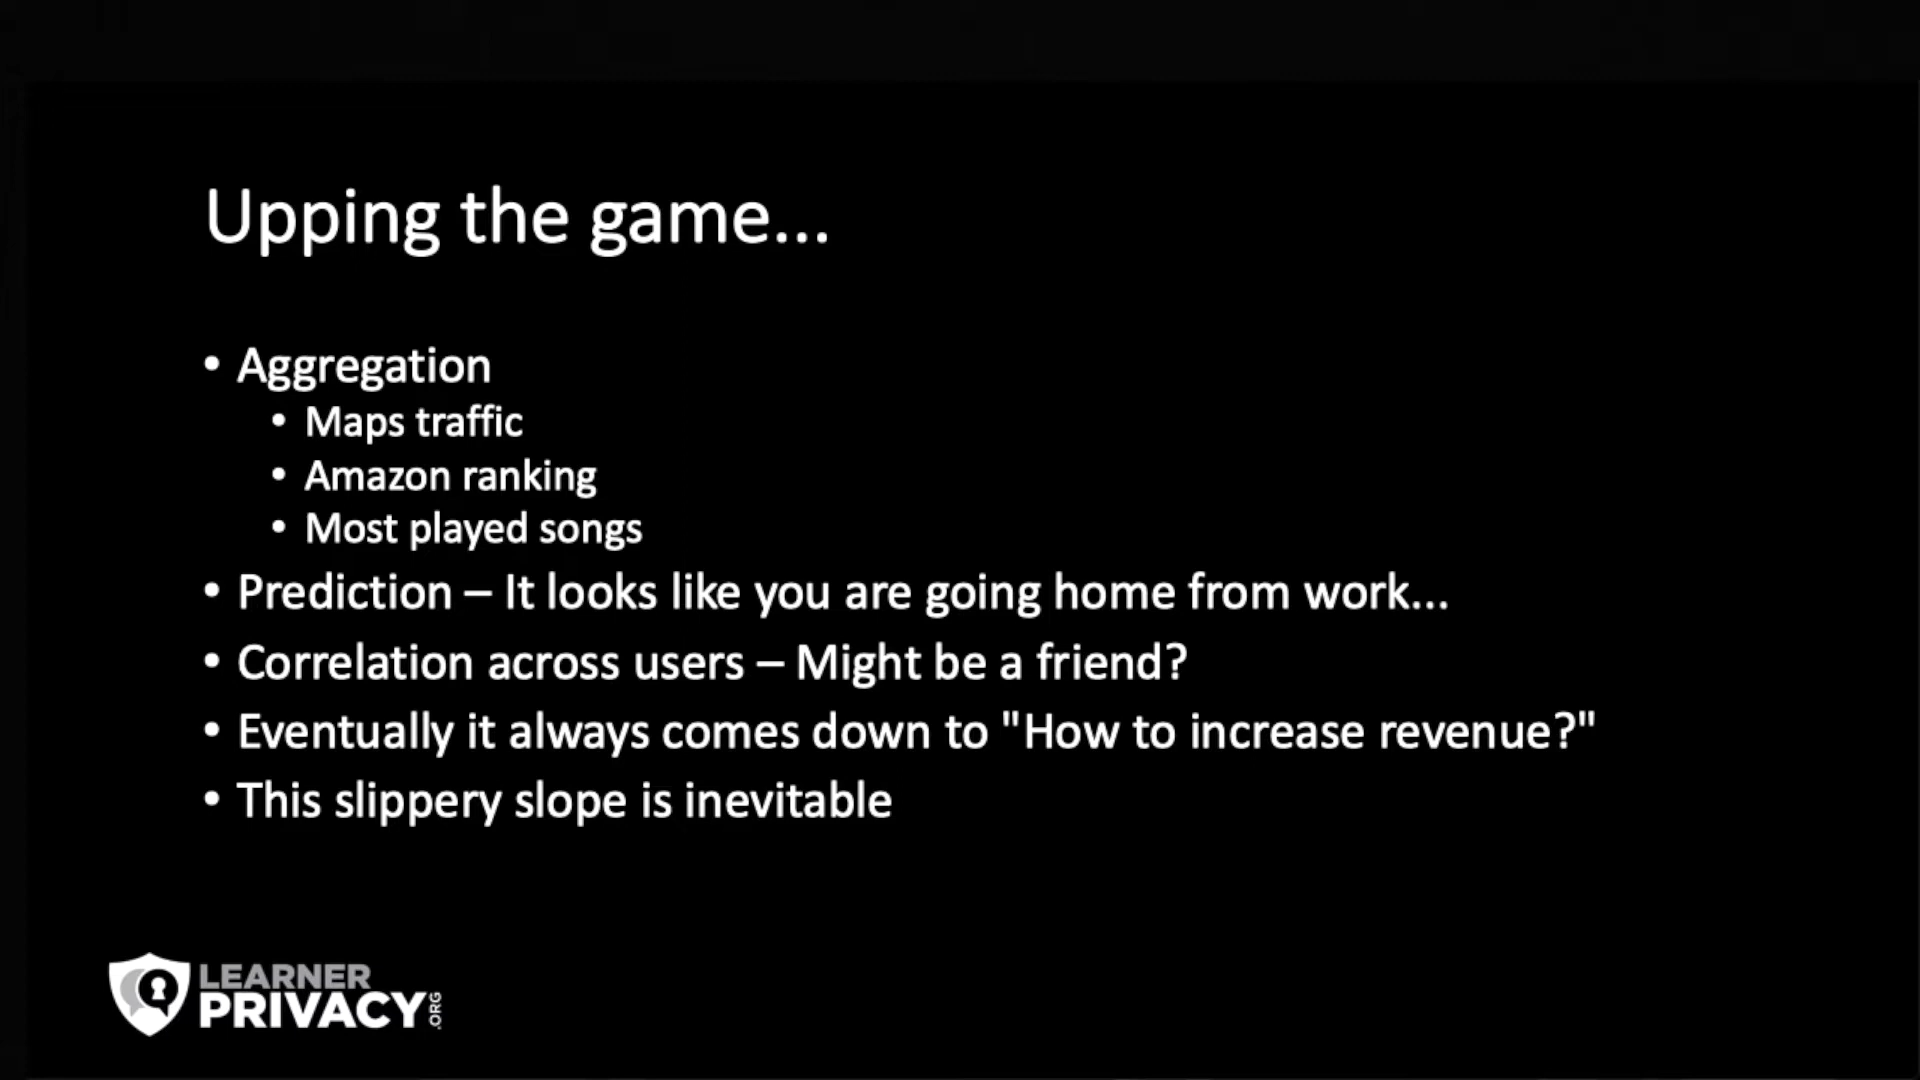 Upping the game...
• Aggregation
• Maps traffic
• Amazon ranking
• Most played songs
• Prediction – It looks like you are going home from work...
• Correlation across users – Might be a friend?
• Eventually it always comes down to "How to increase revenue?"
• This slippery slope is inevitable
LEARNER
PRIVACY.ORG